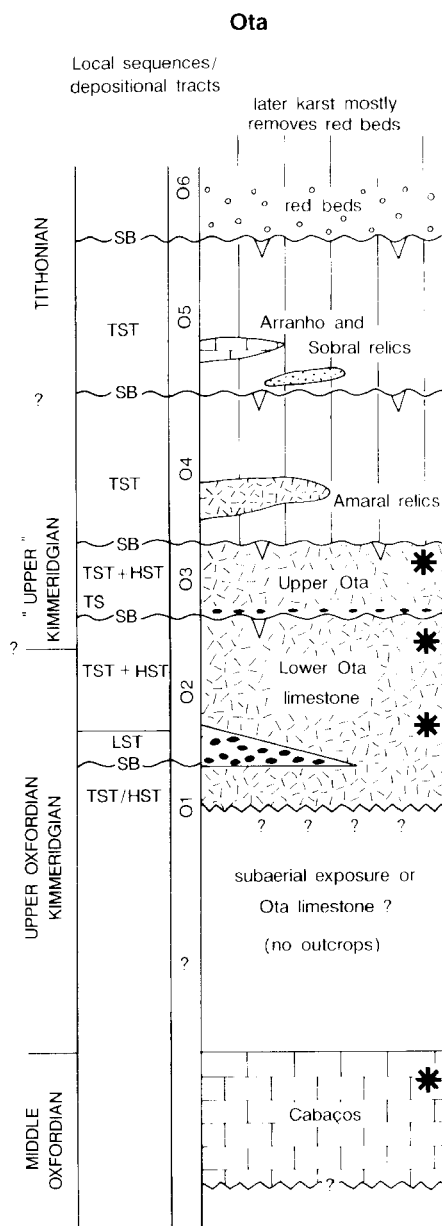 Ota
Local sequences/
depositional tracts
later karst mostly
removes red beds
TITHONIAN
?
" UPPER "
KIMMERIDGIAN
?
UPPER OXFORDIAN
KIMMERIDGIAN
MIDDLE
OXFORDIAN
SB
TST
SB
TST
SB
TST + HST
TS
SB
TST + HST
LST
SB
TST/HST
O6
O5
O4
O3
O2
O1
?
red beds
Arranho and
Sobral relics
Amaral relics
Upper Ota
Lower Ota
limestone
? ? ? ?
subaerial exposure or
Ota limestone ?
(no outcrops)
Cabaços
?